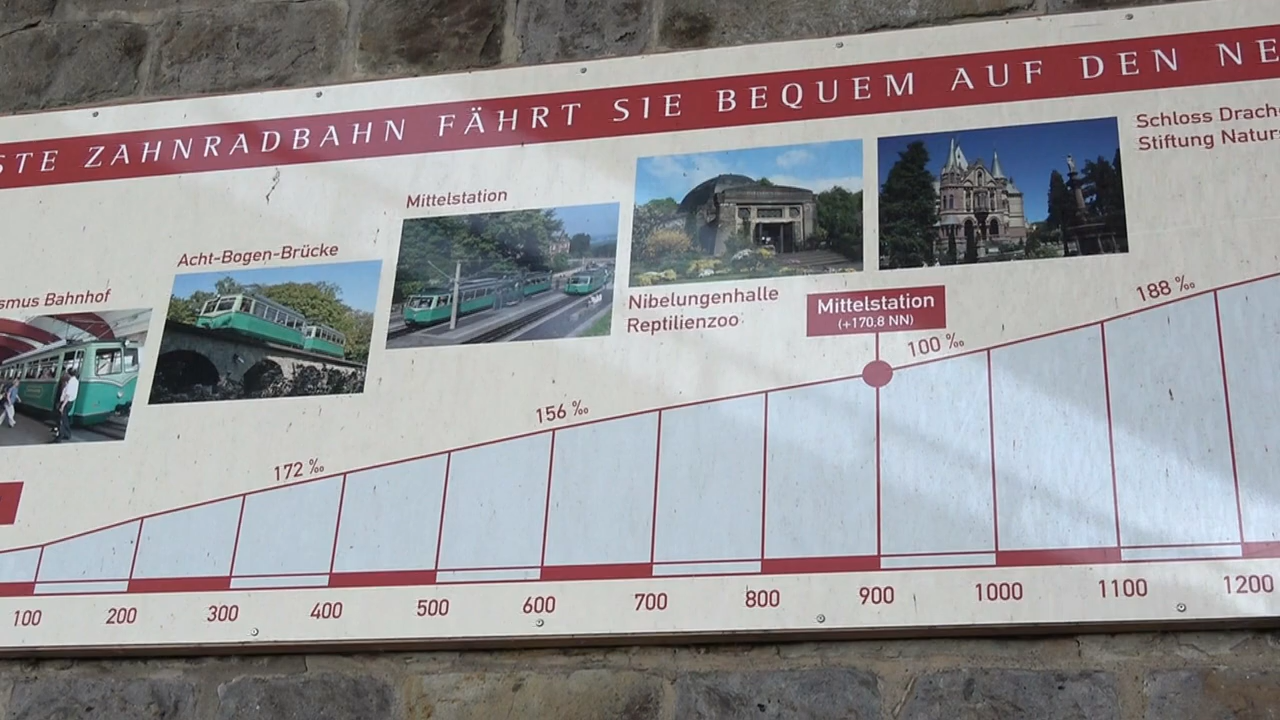 STE ZAHNRADBAHN FÄHRT SIE BEQUEM AUF DEN NE
Schloss Drach
Stiftung Natur
Mittelstation
Acht-Bogen-Brücke
smus Bahnhof
Nibelungenhalle
Reptilienzoo
Mittelstation
(+170,8 NN)
188 ‰
100 ‰
156 ‰
172 ‰
100 200 300 400 500 600 700 800 900 1000 1100 1200